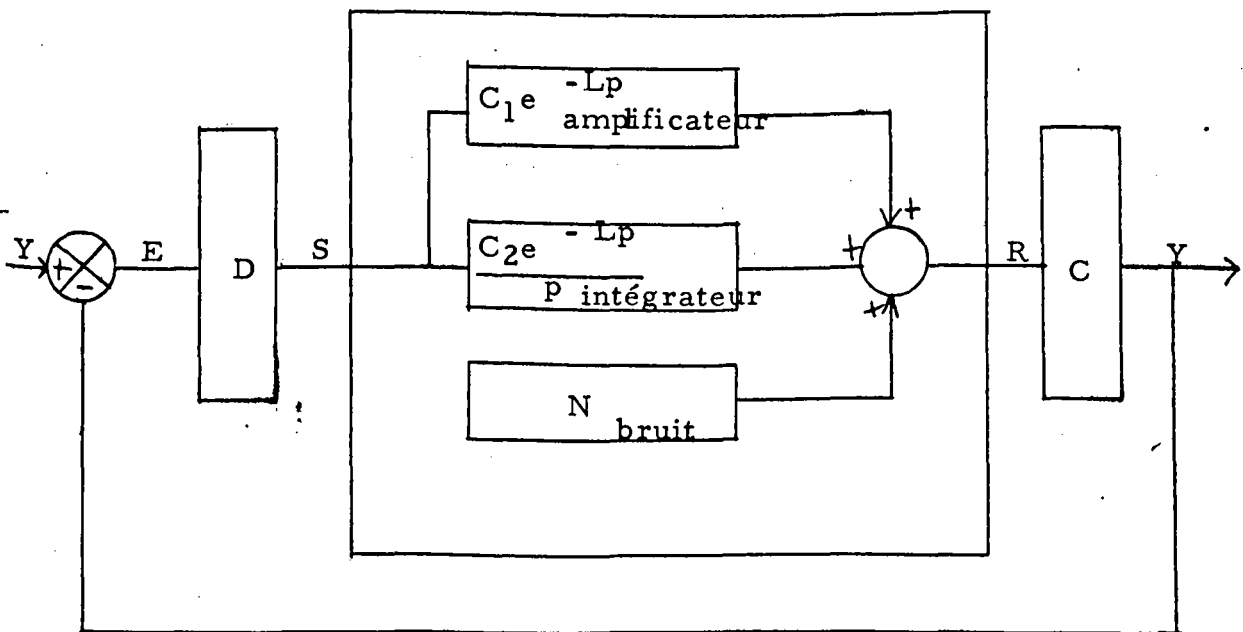 C₁e -Lp
amplificateur
+
Y + - E D S
C₂e -Lp
p intégrateur
+ +
R C Y
N
bruit